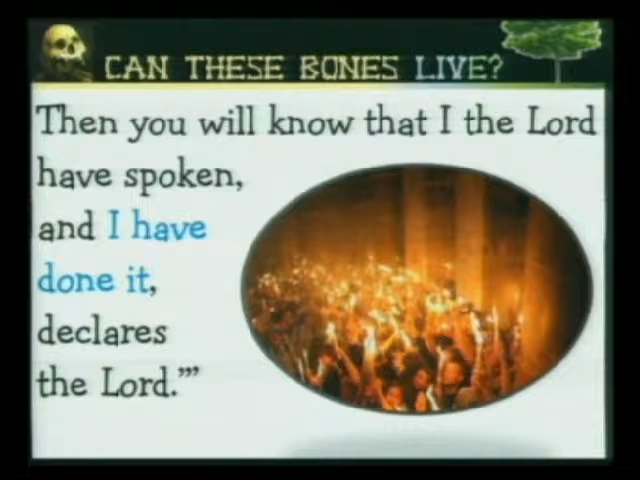 CAN THESE BONES LIVE?
Then you will know that I the Lord
have spoken,
and I have
done it,
declares
the Lord.’”